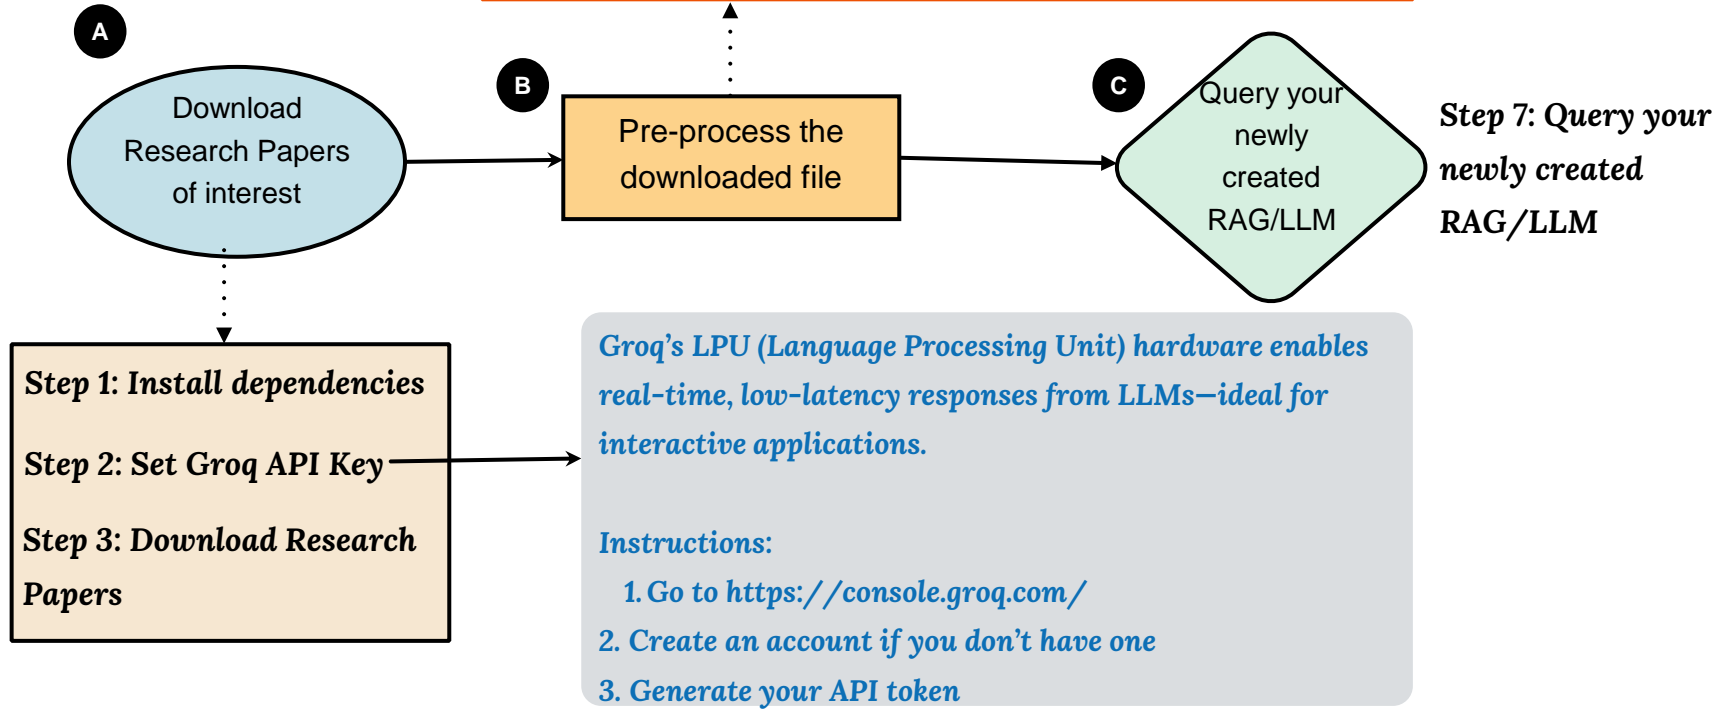 A
Download
Research Papers
of interest
B
Pre-process the
downloaded file
C
Query your
newly
created
RAG/LLM
Step 7: Query your
newly created
RAG/LLM
Step 1: Install dependencies
Step 2: Set Groq API Key
Step 3: Download Research
Papers
Groq’s LPU (Language Processing Unit) hardware enables
real-time, low-latency responses from LLMs—ideal for
interactive applications.
Instructions:
1. Go to https://console.groq.com/
2. Create an account if you don’t have one
3. Generate your API token